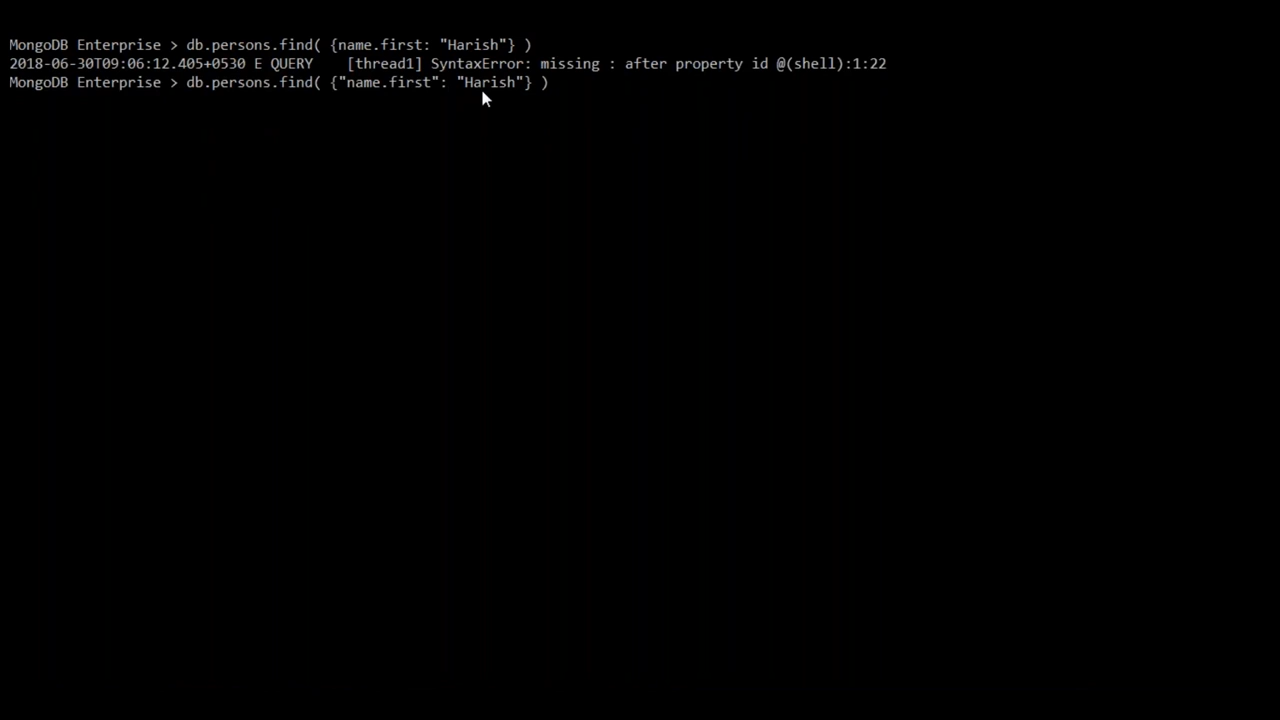 MongoDB Enterprise > db.persons.find( {name.first: "Harish"} )
2018-06-30T09:06:12.405+0530 E QUERY    [thread1] SyntaxError: missing : after property id @(shell):1:22
MongoDB Enterprise > db.persons.find( {"name.first": "Harish"} )